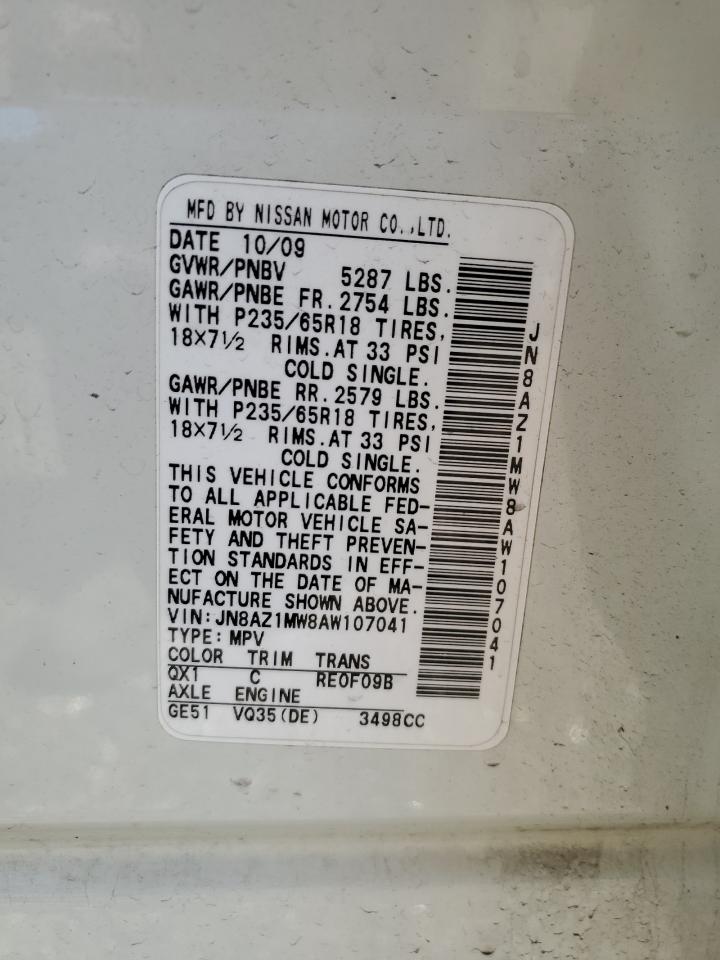 MFD BY NISSAN MOTOR CO.,LTD.
DATE 10/09
GVWR/PNBV 5287 LBS.
GAWR/PNBE FR. 2754 LBS.
WITH P235/65R18 TIRES,
18×7½ RIMS.AT 33 PSI
COLD SINGLE.
GAWR/PNBE RR. 2579 LBS.
WITH P235/65R18 TIRES,
18×7½ RIMS.AT 33 PSI
COLD SINGLE.
THIS VEHICLE CONFORMS
TO ALL APPLICABLE FED-
ERAL MOTOR VEHICLE SA-
FETY AND THEFT PREVEN-
TION STANDARDS IN EFF-
ECT ON THE DATE OF MA-
NUFACTURE SHOWN ABOVE.
VIN:JN8AZ1MW8AW107041
TYPE:MPV
COLOR TRIM TRANS
QX1 C RE0F09B
AXLE ENGINE
GE51 VQ35(DE) 3498CC
JN8AZ1MW8AW107041